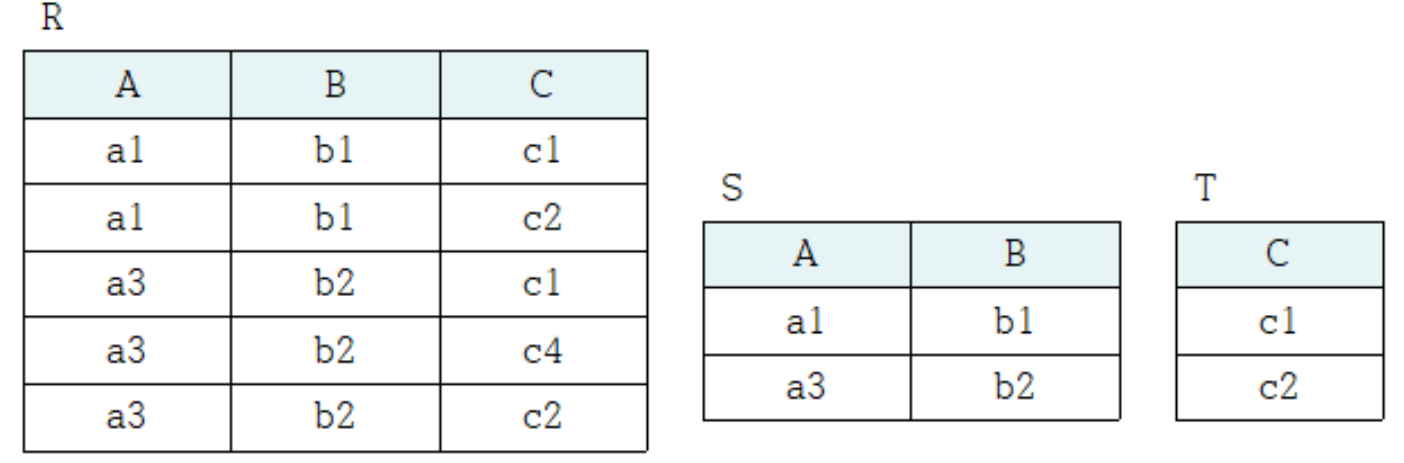 R
A B C
a1 b1 c1
a1 b1 c2
a3 b2 c1
a3 b2 c4
a3 b2 c2
S
A B
a1 b1
a3 b2
T
C
c1
c2